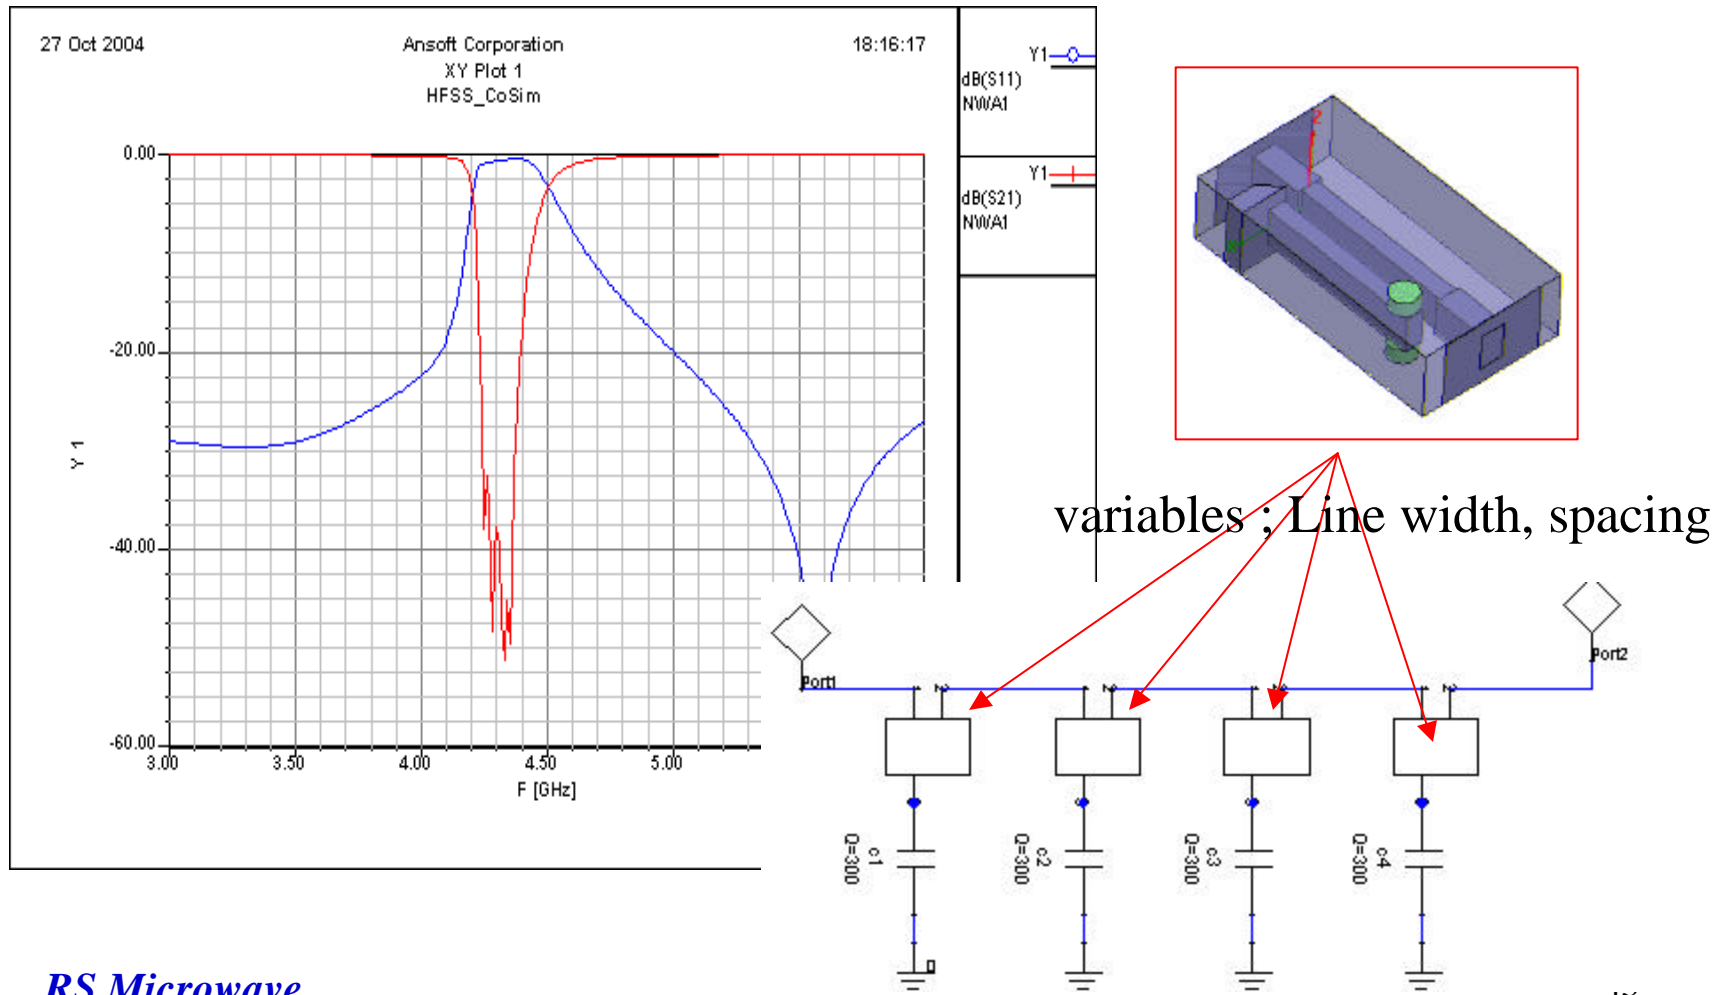 27 Oct 2004
Ansoft Corporation
18:16:17
XY Plot 1
HFSS_CoSim
Y1
dB(S11)
NWA1
Y1
dB(S21)
NWA1
0.00
-20.00
-40.00
-60.00
Y 1
3.00
3.50
4.00
4.50
5.00
F [GHz]
Z
variables ; Line width, spacing
Port1
Port2
c1
Q=300
c2
Q=300
c3
Q=300
c4
Q=300
RS Microwave